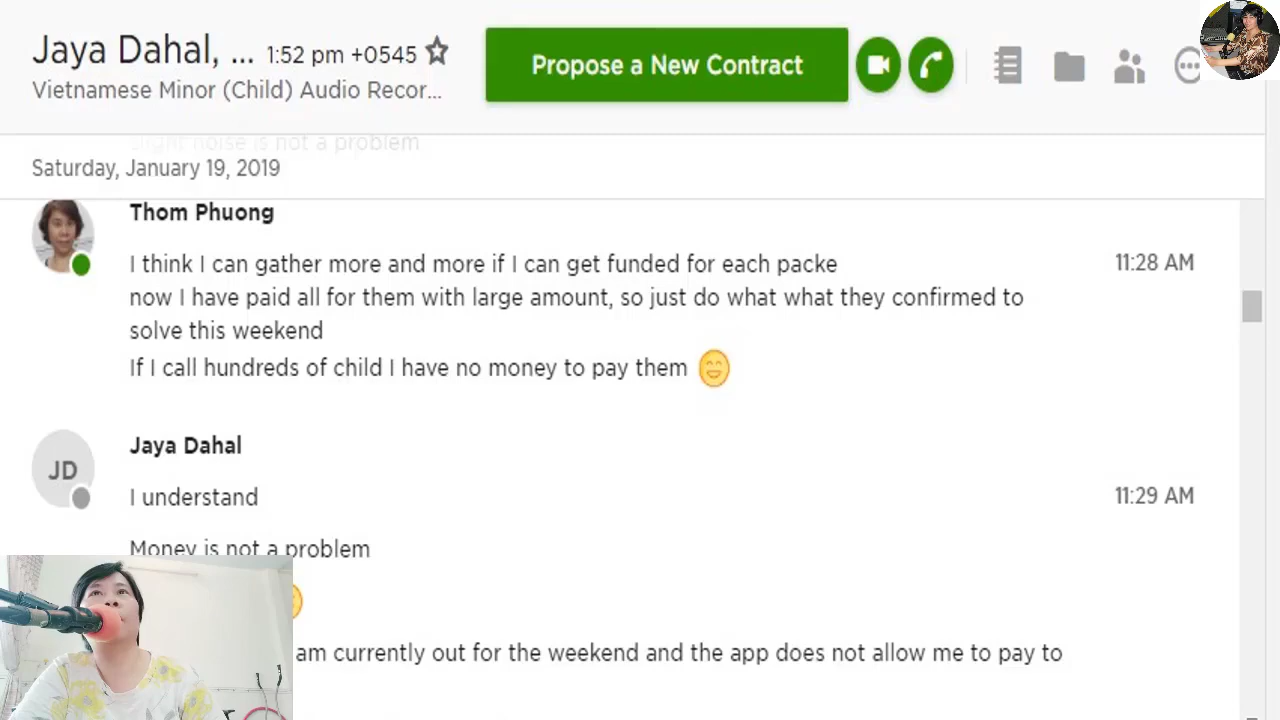 Jaya Dahal, ... 1:52 pm +0545
Vietnamese Minor (Child) Audio Recor...
Propose a New Contract
slight noise is not a problem
Saturday, January 19, 2019
Thom Phuong
I think I can gather more and more if I can get funded for each packe 11:28 AM
now I have paid all for them with large amount, so just do what what they confirmed to
solve this weekend
If I call hundreds of child I have no money to pay them
Jaya Dahal
JD
I understand 11:29 AM
Money is not a problem
am currently out for the weekend and the app does not allow me to pay to